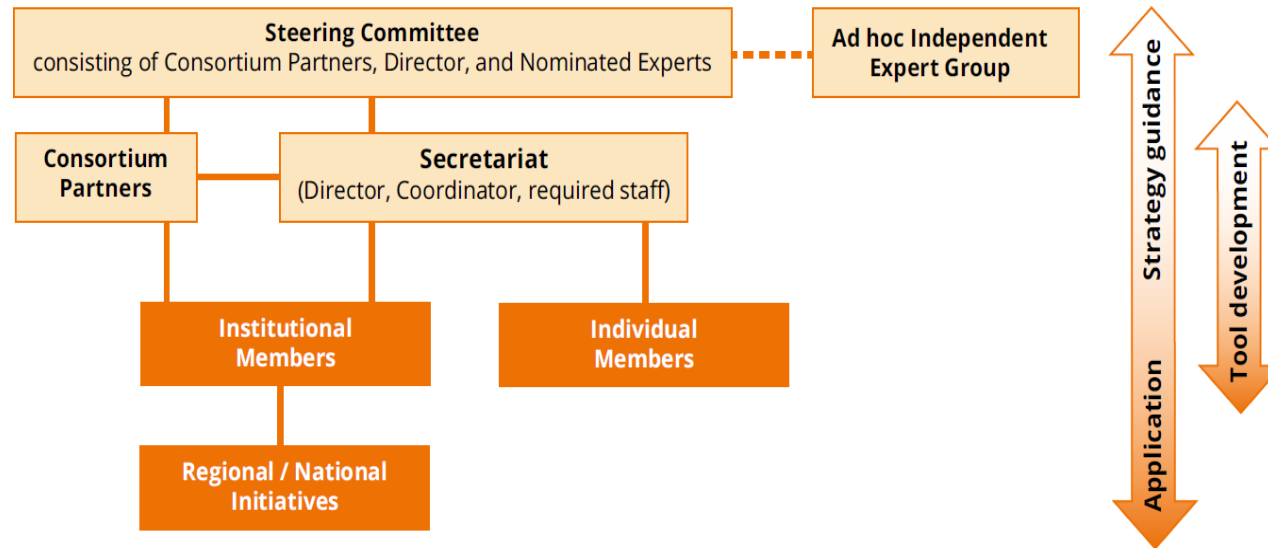 Steering Committee
consisting of Consortium Partners, Director, and Nominated Experts
Ad hoc Independent
Expert Group
Consortium
Partners
Secretariat
(Director, Coordinator, required staff)
Institutional
Members
Individual
Members
Regional / National
Initiatives
Strategy guidance
Application
Tool development